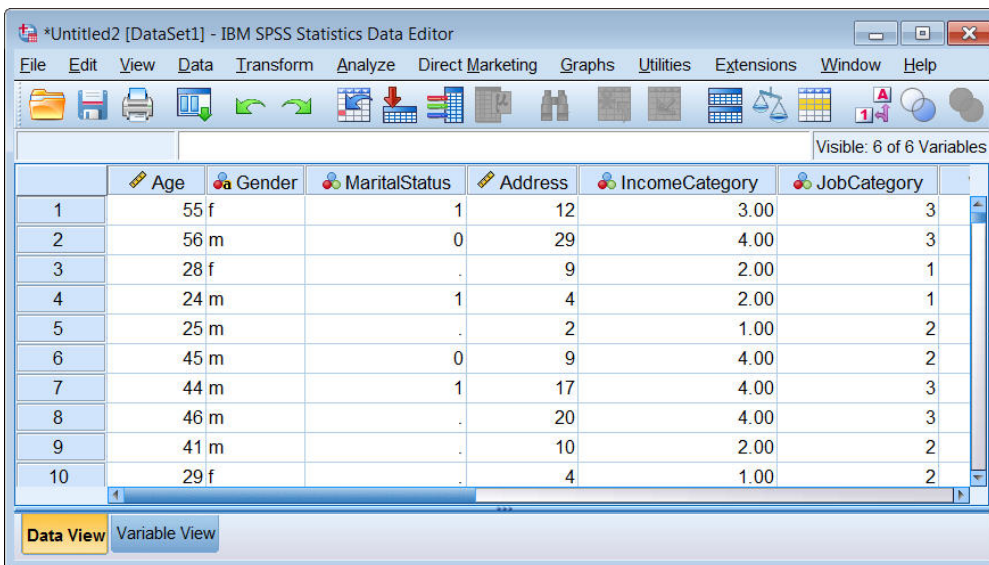 *Untitled2 [DataSet1] - IBM SPSS Statistics Data Editor
File Edit View Data Transform Analyze Direct Marketing Graphs Utilities Extensions Window Help
Visible: 6 of 6 Variables
Age Gender MaritalStatus Address IncomeCategory JobCategory
1 55 f 1 12 3.00 3
2 56 m 0 29 4.00 3
3 28 f . 9 2.00 1
4 24 m 1 4 2.00 1
5 25 m . 2 1.00 2
6 45 m 0 9 4.00 2
7 44 m 1 17 4.00 3
8 46 m . 20 4.00 3
9 41 m . 10 2.00 2
10 29 f . 4 1.00 2
Data View Variable View